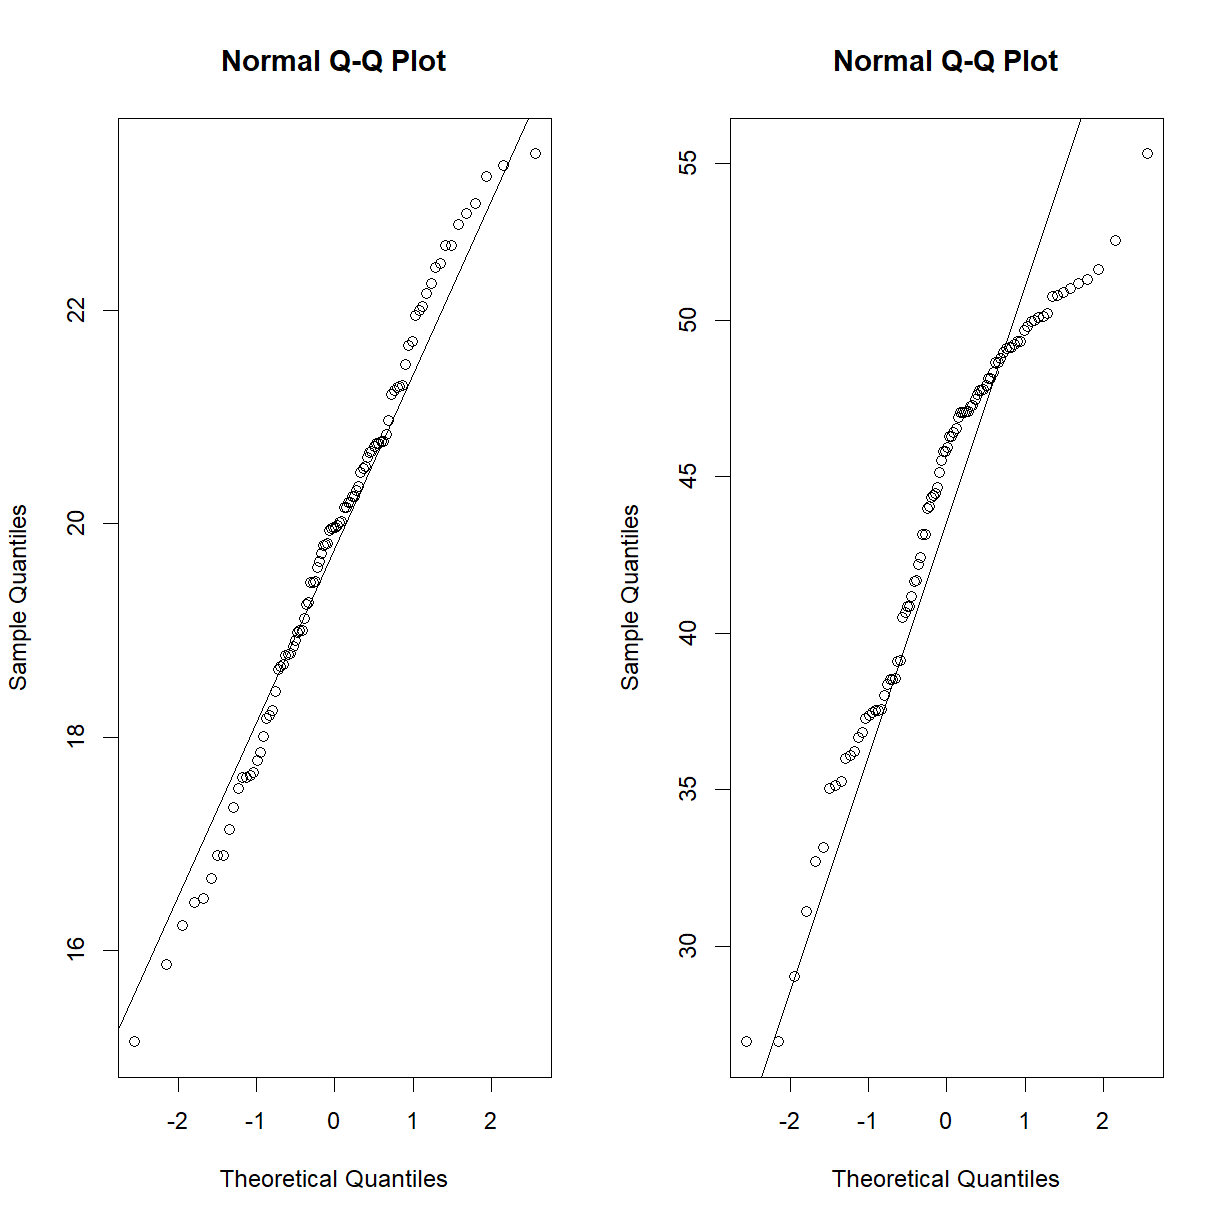 Normal Q-Q Plot
Sample Quantiles
22
20
18
16
-2 -1 0 1 2
Theoretical Quantiles
Normal Q-Q Plot
Sample Quantiles
55
50
45
40
35
30
-2 -1 0 1 2
Theoretical Quantiles